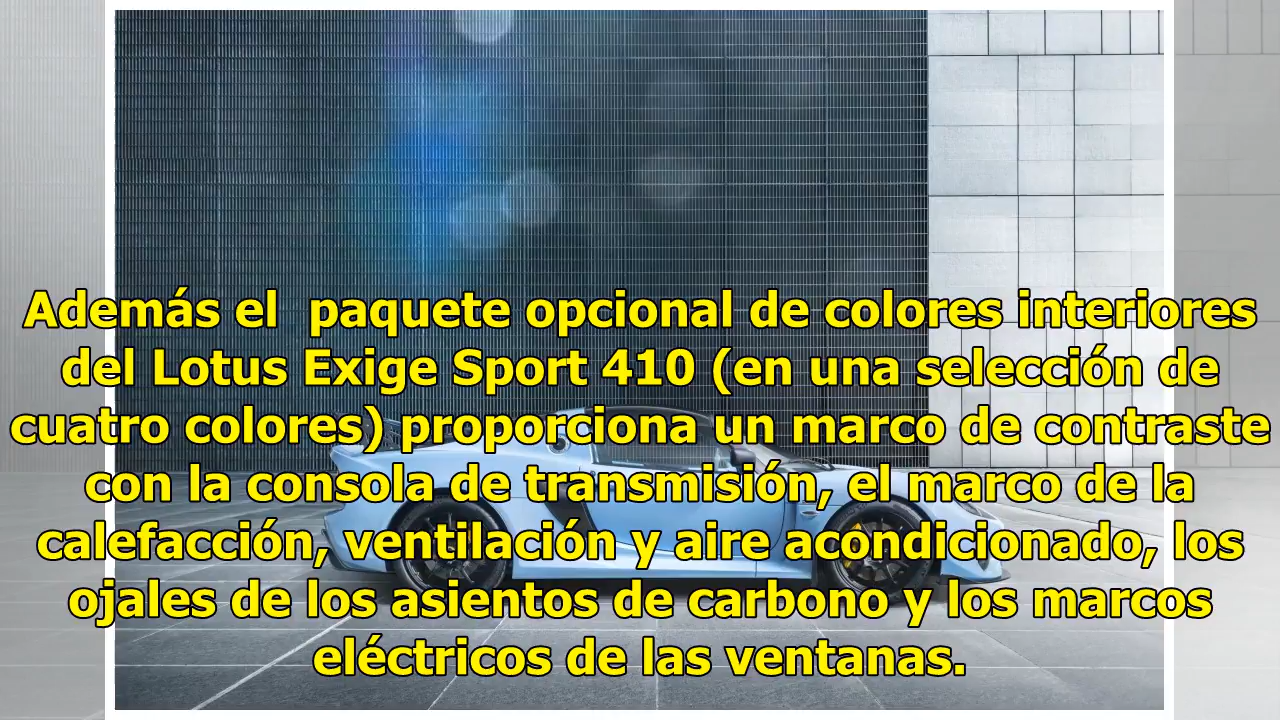 Además el  paquete opcional de colores interiores
del Lotus Exige Sport 410 (en una selección de
cuatro colores) proporciona un marco de contraste
con la consola de transmisión, el marco de la
calefacción, ventilación y aire acondicionado, los
ojales de los asientos de carbono y los marcos
eléctricos de las ventanas.